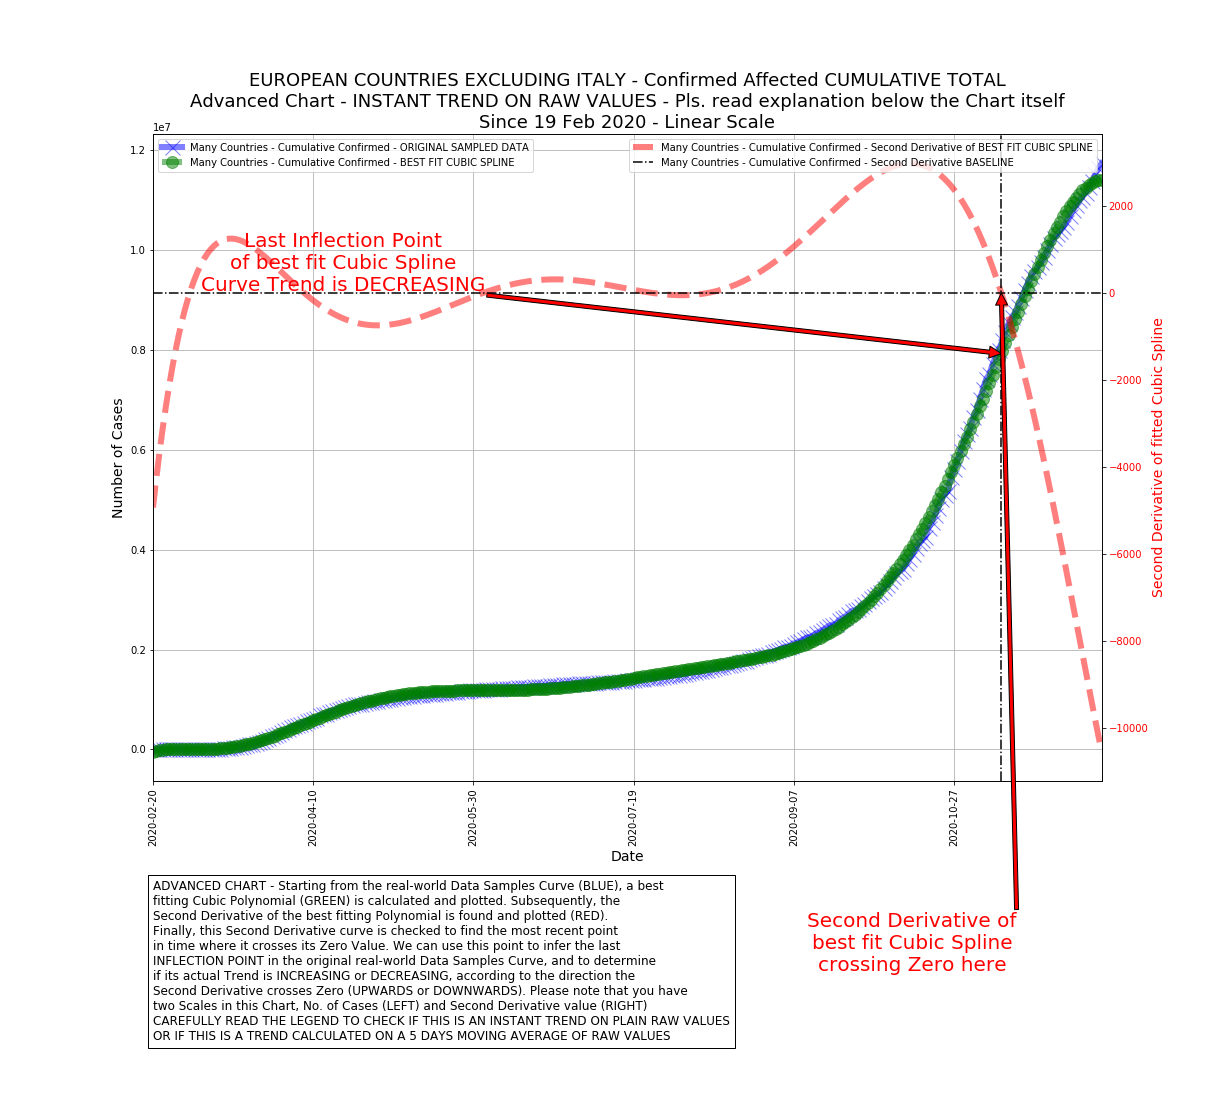 EUROPEAN COUNTRIES EXCLUDING ITALY - Confirmed Affected CUMULATIVE TOTAL
Advanced Chart - INSTANT TREND ON RAW VALUES - Pls. read explanation below the Chart itself
Since 19 Feb 2020 - Linear Scale
1e7
Many Countries - Cumulative Confirmed - ORIGINAL SAMPLED DATA
Many Countries - Cumulative Confirmed - BEST FIT CUBIC SPLINE
Many Countries - Cumulative Confirmed - Second Derivative of BEST FIT CUBIC SPLINE
Many Countries - Cumulative Confirmed - Second Derivative BASELINE
Last Inflection Point
of best fit Cubic Spline
Curve Trend is DECREASING
1.2
1.0
0.8
0.6
0.4
0.2
0.0
Number of Cases
2000
0
−2000
−4000
−6000
−8000
−10000
Second Derivative of fitted Cubic Spline
2020-02-20
2020-04-10
2020-05-30
2020-07-19
2020-09-07
2020-10-27
Date
ADVANCED CHART - Starting from the real-world Data Samples Curve (BLUE), a best
fitting Cubic Polynomial (GREEN) is calculated and plotted. Subsequently, the
Second Derivative of the best fitting Polynomial is found and plotted (RED).
Finally, this Second Derivative curve is checked to find the most recent point
in time where it crosses its Zero Value. We can use this point to infer the last
INFLECTION POINT in the original real-world Data Samples Curve, and to determine
if its actual Trend is INCREASING or DECREASING, according to the direction the
Second Derivative crosses Zero (UPWARDS or DOWNWARDS). Please note that you have
two Scales in this Chart, No. of Cases (LEFT) and Second Derivative value (RIGHT)
CAREFULLY READ THE LEGEND TO CHECK IF THIS IS AN INSTANT TREND ON PLAIN RAW VALUES
OR IF THIS IS A TREND CALCULATED ON A 5 DAYS MOVING AVERAGE OF RAW VALUES
Second Derivative of
best fit Cubic Spline
crossing Zero here